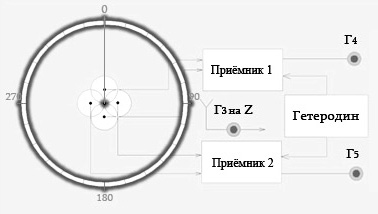 0
Г4
Приёмник 1
270
90
Г3 на Z
Гетеродин
Приёмник 2
Г5
180